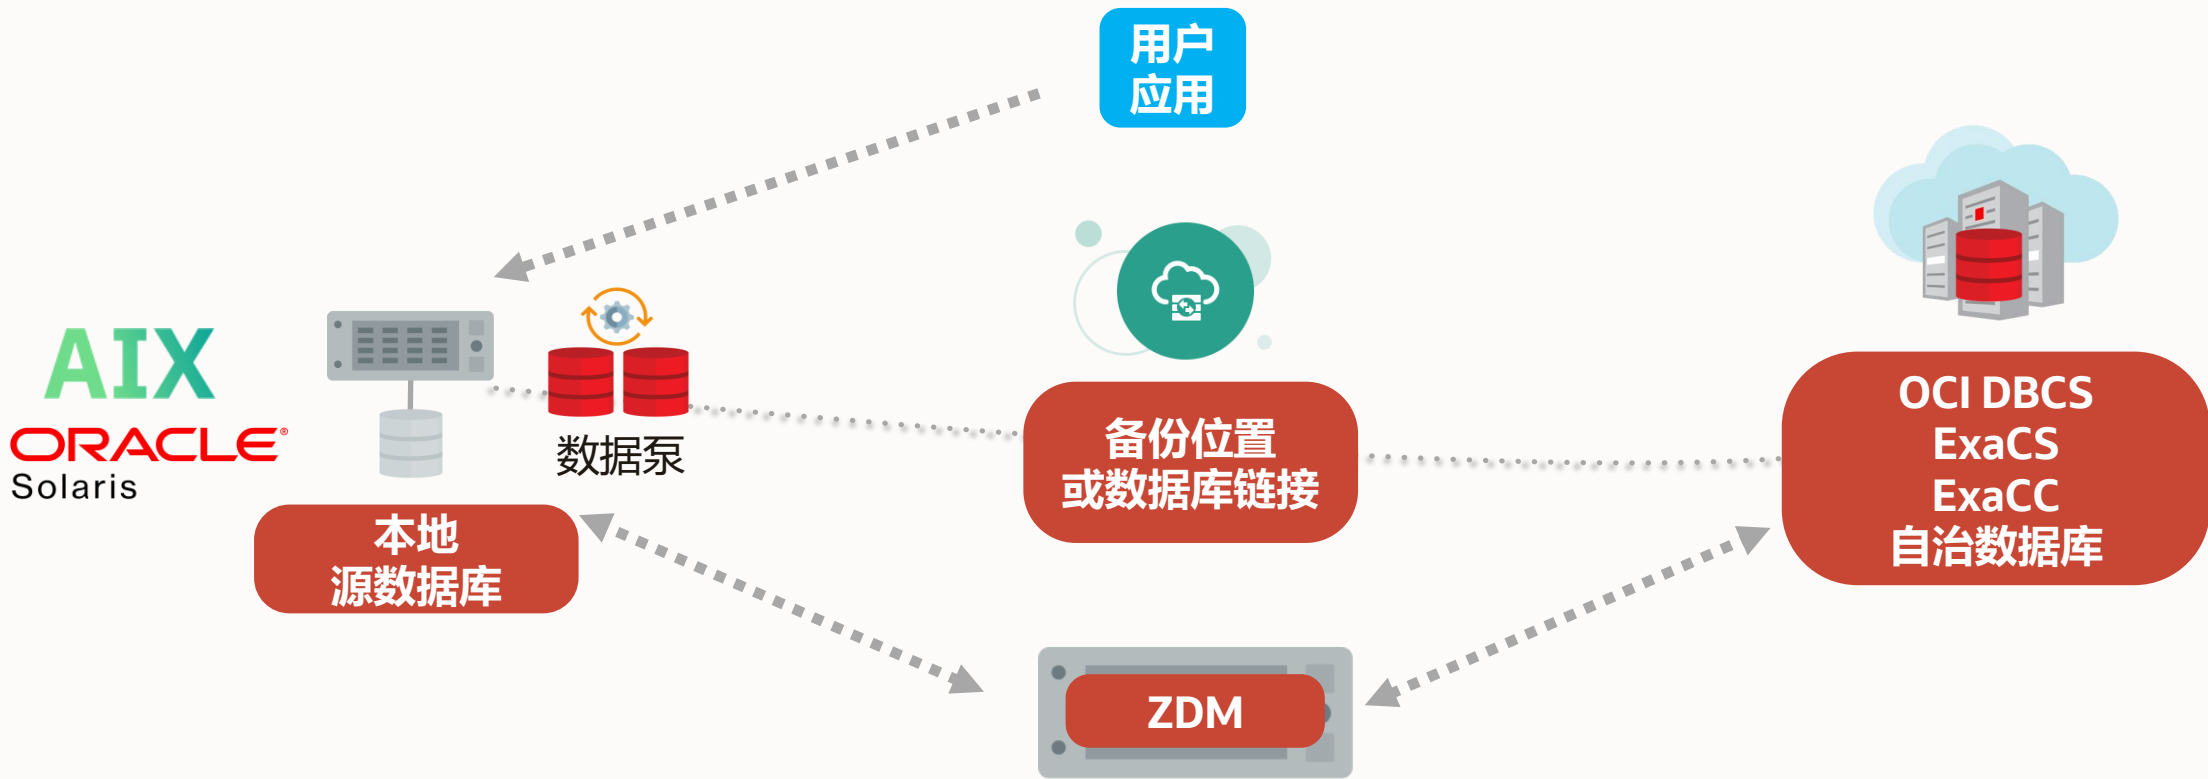 用户
应用
AIX
ORACLE®
Solaris
数据泵
本地
源数据库
备份位置
或数据库链接
OCI DBCS
ExaCS
ExaCC
自治数据库
ZDM